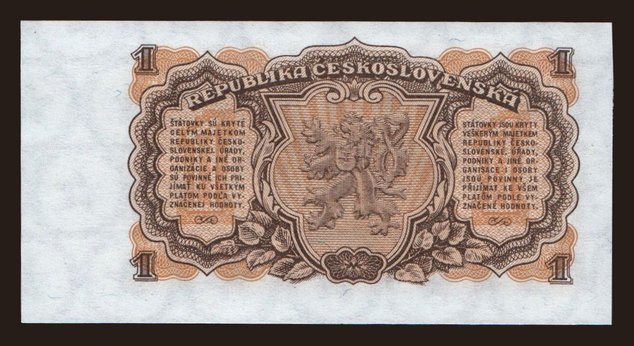 1 1
REPUBLIKA ČESKOSLOVENSKÁ
ŠTÁTOVKY SÚ KRYTÉ
CELÝM MAJETKOM
REPUBLIKY ČESKO-
SLOVENSKEJ. ÚRADY,
PODNIKY A INÉ OR-
GANIZÁCIE A OSOBY
SÚ POVINNÉ ICH PRI-
JÍMAŤ KU VŠETKÝM
PLATOM PODĽA VY-
ZNAČENEJ HODNOTY.
STÁTOVKY JSOU KRYTY
VEŠKERÝM MAJETKEM
REPUBLIKY ČESKO-
SLOVENSKÉ. ÚŘADY,
PODNIKY A JINÉ OR-
GANISACE I OSOBY
JSOU POVINNY JE
PŘIJÍMAT KE VŠEM
PLATŮM PODLE VY-
ZNAČENÉ HODNOTY.
1 1